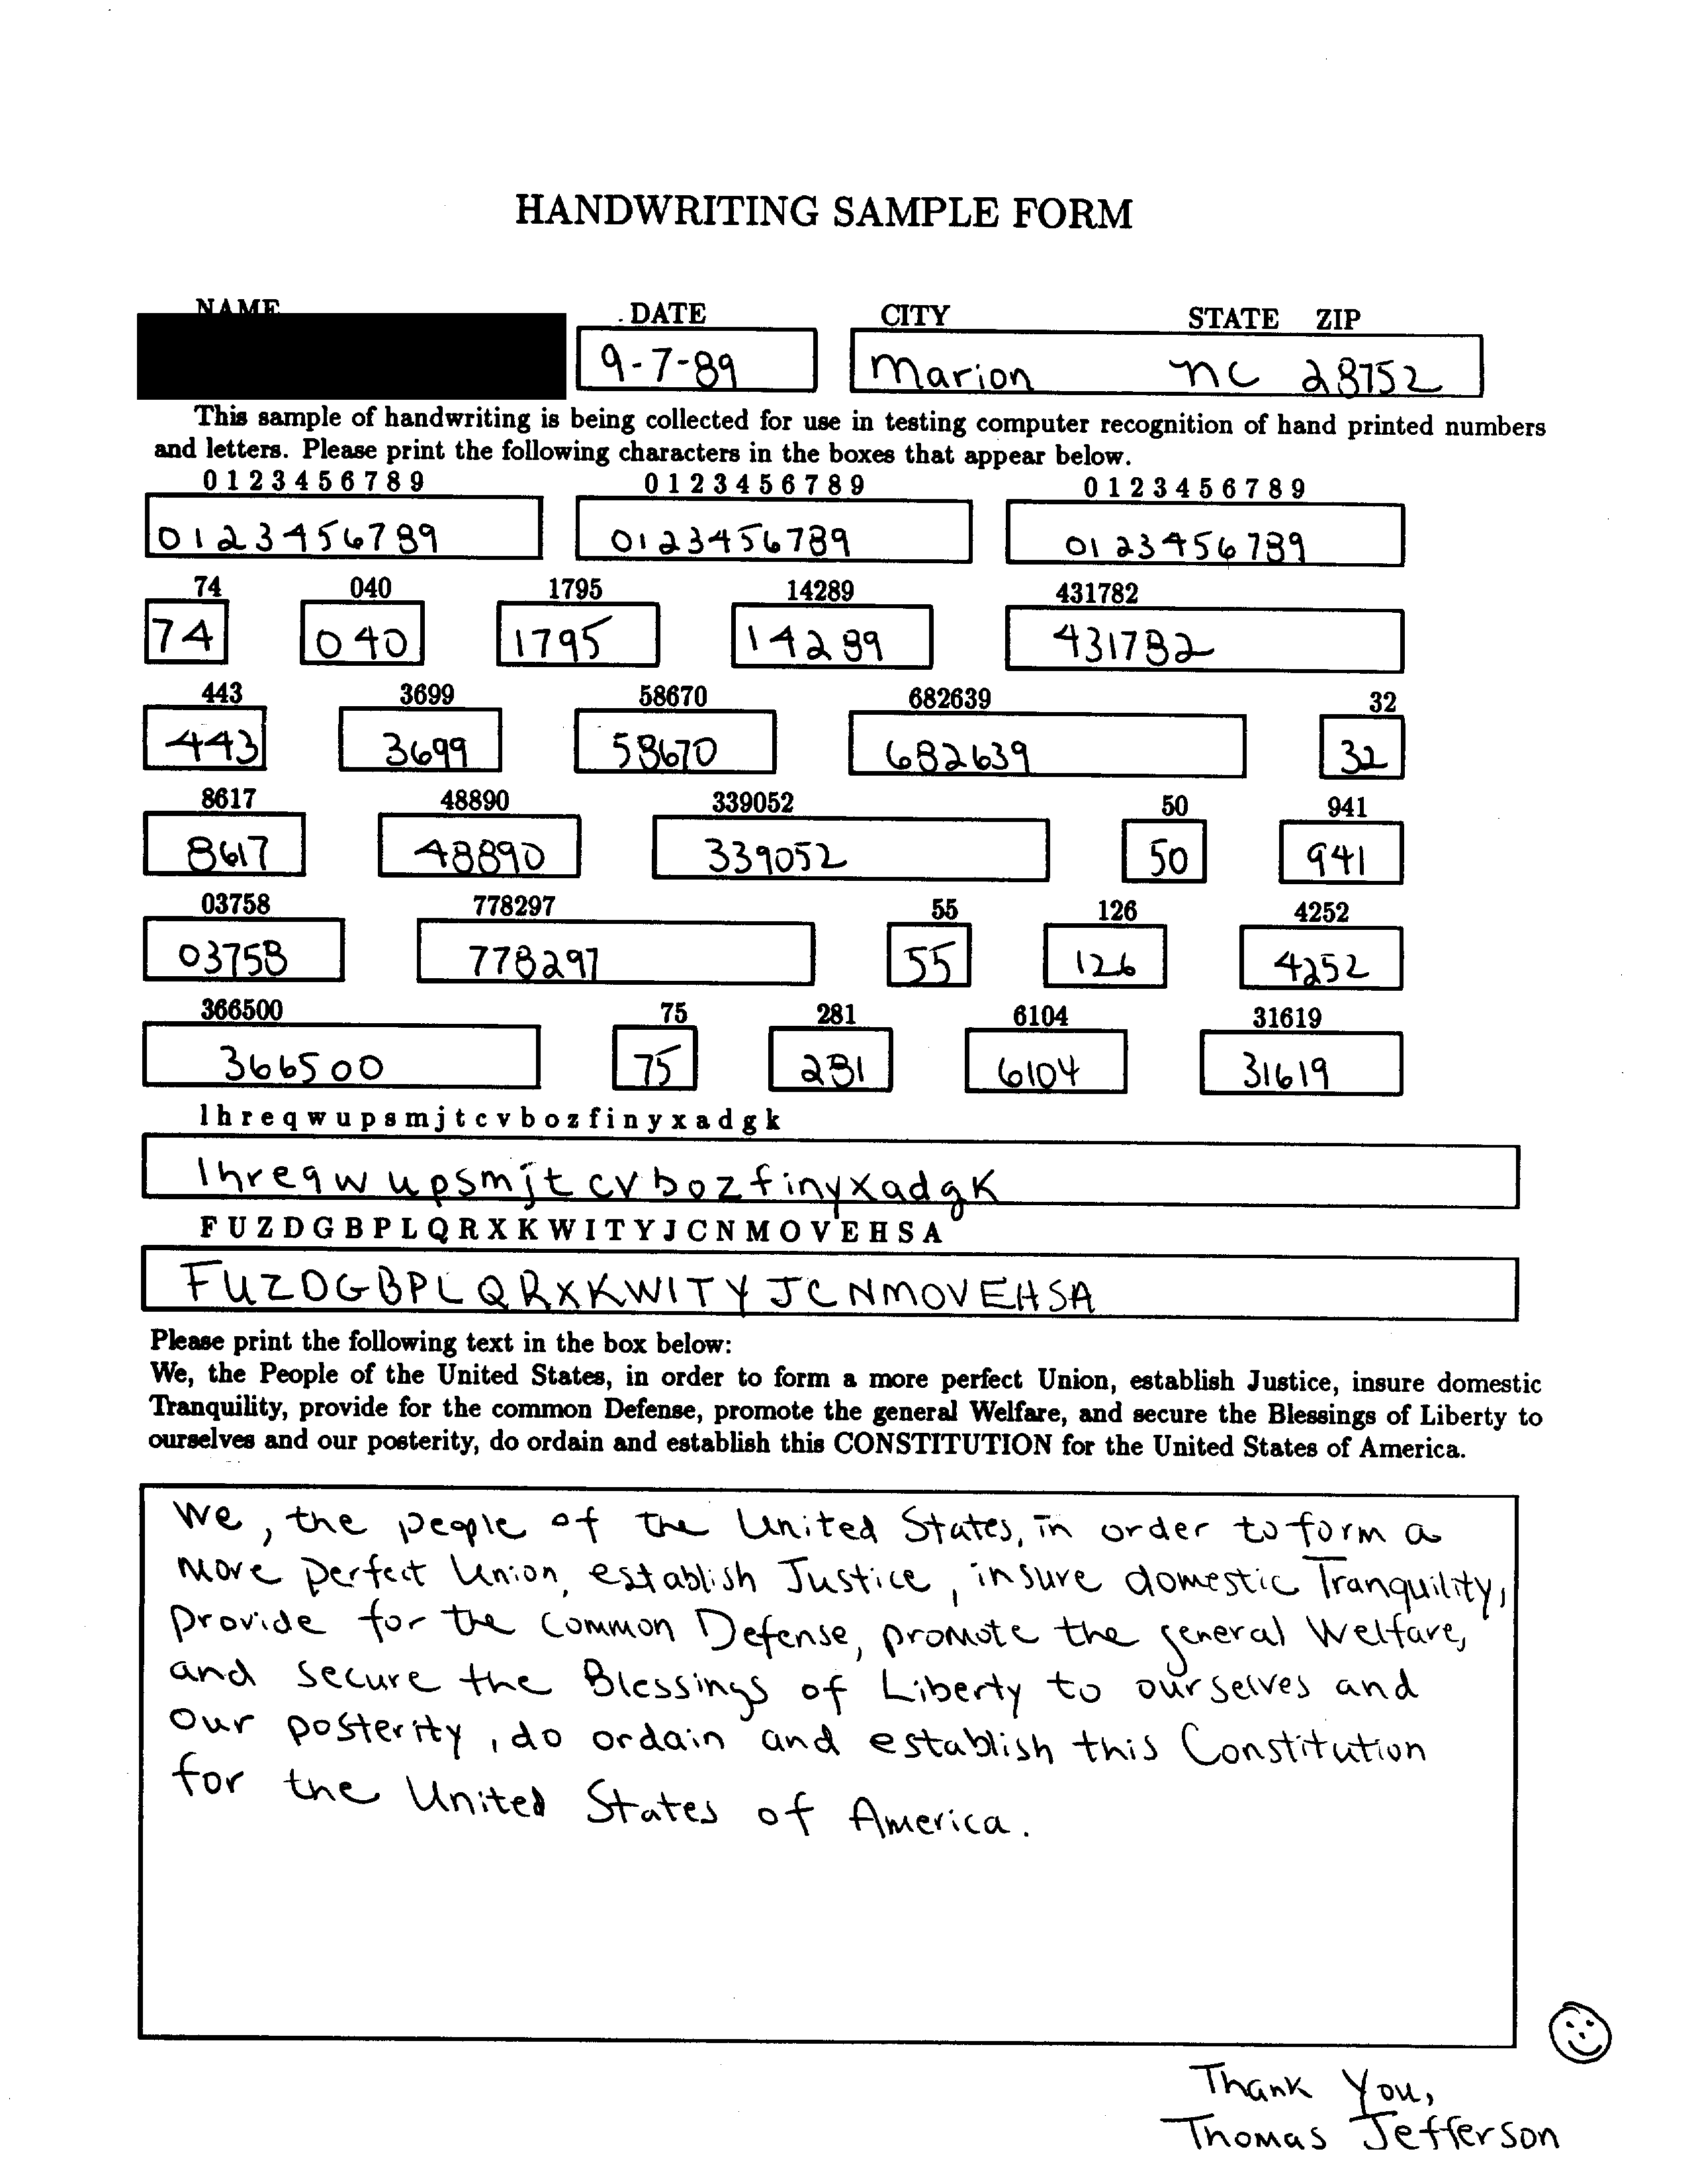 HANDWRITING SAMPLE FORM
NAME DATE CITY STATE ZIP
9-7-89 Marion nc 28752
This sample of handwriting is being collected for use in testing computer recognition of hand printed numbers
and letters. Please print the following characters in the boxes that appear below.
0 1 2 3 4 5 6 7 8 9 0 1 2 3 4 5 6 7 8 9 0 1 2 3 4 5 6 7 8 9
0123456789 0123456789 0123456789
74 040 1795 14289 431782
74 040 1795 14289 431782
443 3699 58670 682639 32
443 3699 58670 682639 32
8617 48890 339052 50 941
8617 48890 339052 50 941
03758 778297 55 126 4252
03758 778297 55 126 4252
366500 75 281 6104 31619
366500 75 281 6104 31619
l h r e q w u p s m j t c v b o z f i n y x a d g k
lhreqwupsmjtcvbozfinyxadgK
F U Z D G B P L Q R X K W I T Y J C N M O V E H S A
FUZDGBPLQRXKWITYJCNMOVEHSA
Please print the following text in the box below:
We, the People of the United States, in order to form a more perfect Union, establish Justice, insure domestic
Tranquility, provide for the common Defense, promote the general Welfare, and secure the Blessings of Liberty to
ourselves and our posterity, do ordain and establish this CONSTITUTION for the United States of America.
We, the people of the United States, in order to form a
more perfect Union, establish Justice, insure domestic Tranquility,
provide for the common Defense, promote the general Welfare,
and secure the Blessings of Liberty to ourselves and
our posterity, do ordain and establish this Constitution
for the United States of America.
Thank You,
Thomas Jefferson